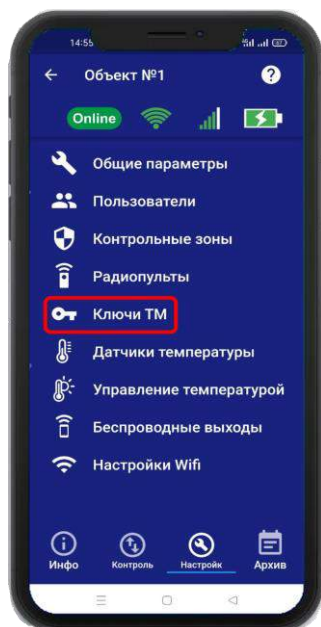 14:55
Объект №1
?
Online
Общие параметры
Пользователи
Контрольные зоны
Радиопульты
Ключи ТМ
Датчики температуры
Управление температурой
Беспроводные выходы
Настройки Wifi
Инфо Контроль Настройк Архив